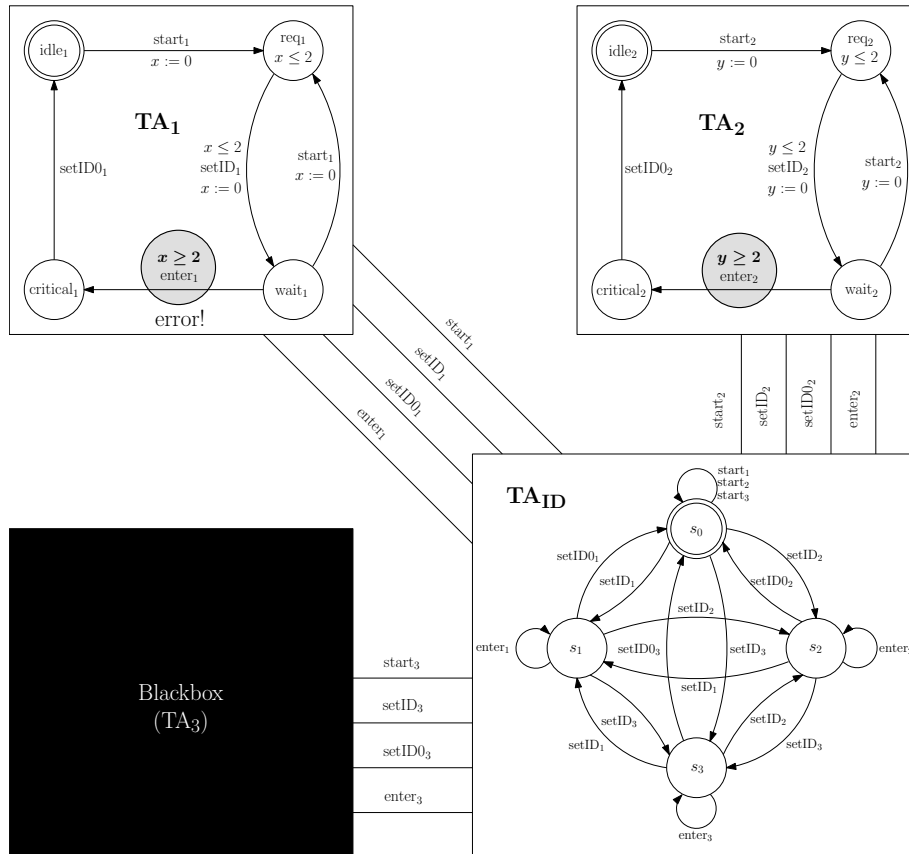 idle₁
start₁
x := 0
req₁
x ≤ 2
TA₁
x ≤ 2
setID₁
x := 0
start₁
x := 0
setID0₁
critical₁
x ≥ 2
enter₁
wait₁
error!
idle₂
start₂
y := 0
req₂
y ≤ 2
TA₂
y ≤ 2
setID₂
y := 0
start₂
y := 0
setID0₂
critical₂
y ≥ 2
enter₂
wait₂
start₁
setID₁
setID0₁
enter₁
start₂
setID₂
setID0₂
enter₂
TA_ID
start₁
start₂
start₃
s₀
setID0₁
setID₁
setID₂
setID0₂
setID₂
enter₁
s₁
setID0₃
setID₃
s₂
setID₁
setID₃
setID₁
setID₂
setID₃
s₃
enter₃
Blackbox
(TA₃)
start₃
setID₃
setID0₃
enter₃